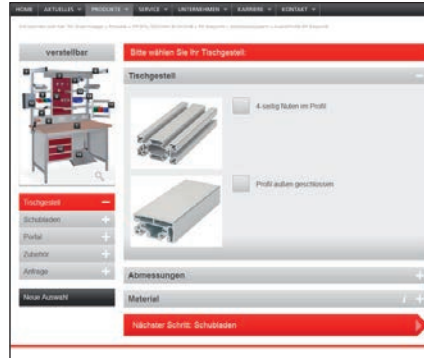 HOME AKTUELLES PRODUKTE SERVICE UNTERNEHMEN KARRIERE KONTAKT
verstellbar
Bitte wählen Sie Ihr Tischgestell:
Tischgestell
4-seitig Nuten im Profil
Profil außen geschlossen
Tischgestell
Schubladen
Portal
Zubehör
Anfrage
Neue Auswahl
Abmessungen
Material i
Nächster Schritt: Schubladen